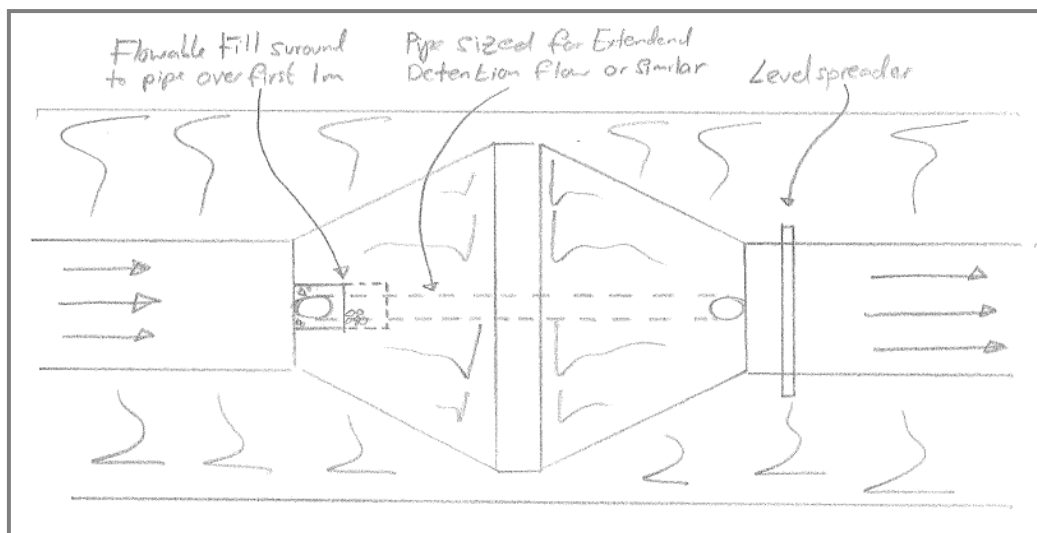 Flowable Fill suround
to pipe over first 1m
Pipe sized for Extendend
Detention flow or similar
Level spreader